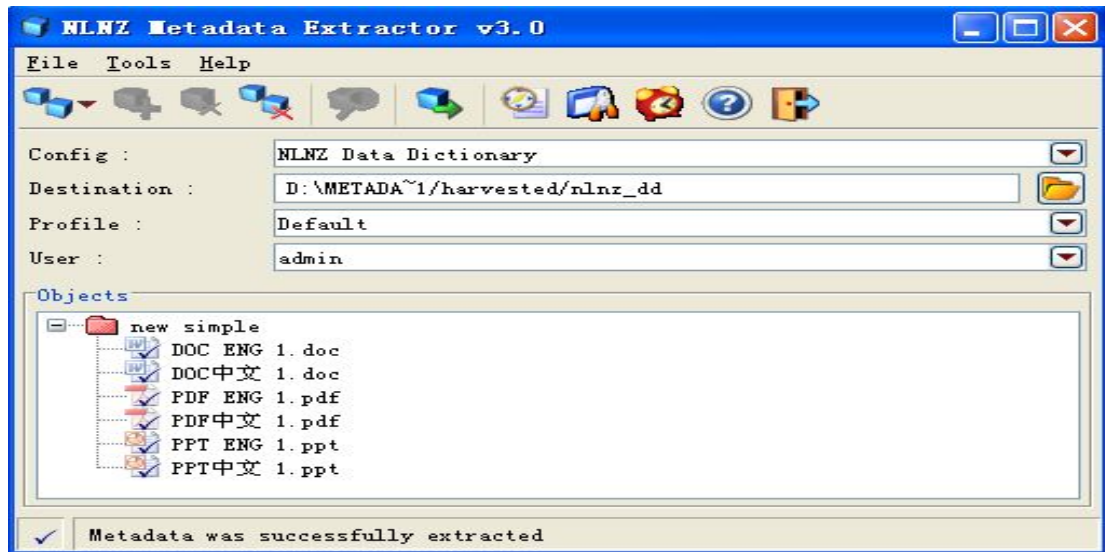 NLNZ Metadata Extractor v3.0
File Tools Help
Config : NLNZ Data Dictionary
Destination : D:\METADA~1/harvested/nlnz_dd
Profile : Default
User : admin
Objects
new simple
DOC ENG 1.doc
DOC中文 1.doc
PDF ENG 1.pdf
PDF中文 1.pdf
PPT ENG 1.ppt
PPT中文 1.ppt
Metadata was successfully extracted